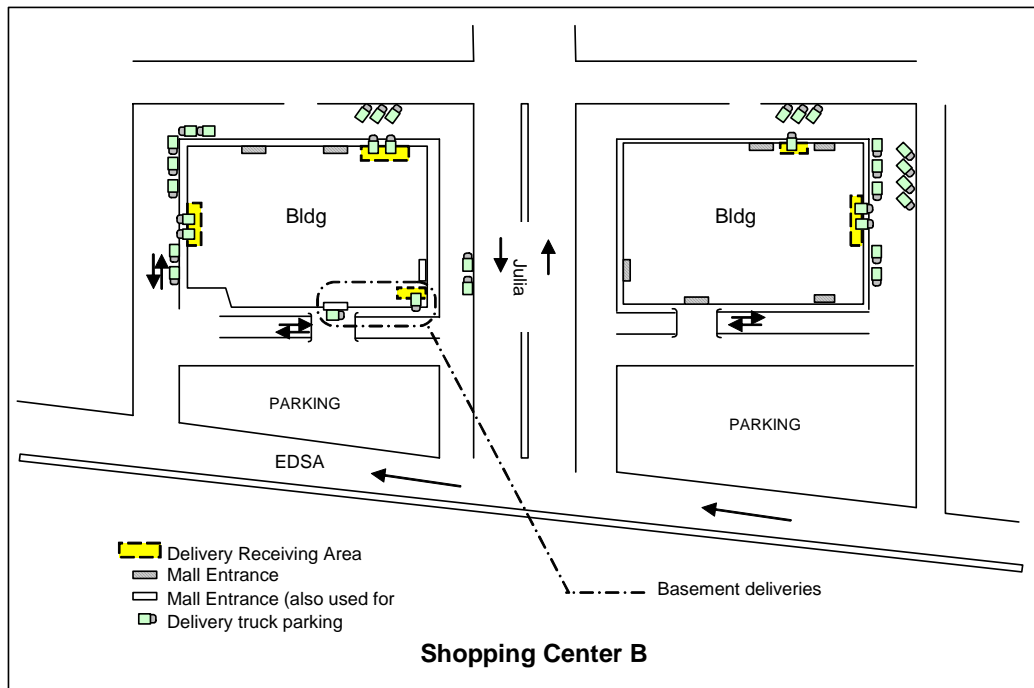 Bldg
Bldg
Julia
PARKING
PARKING
EDSA
Delivery Receiving Area
Mall Entrance
Mall Entrance (also used for
Delivery truck parking
Basement deliveries
Shopping Center B